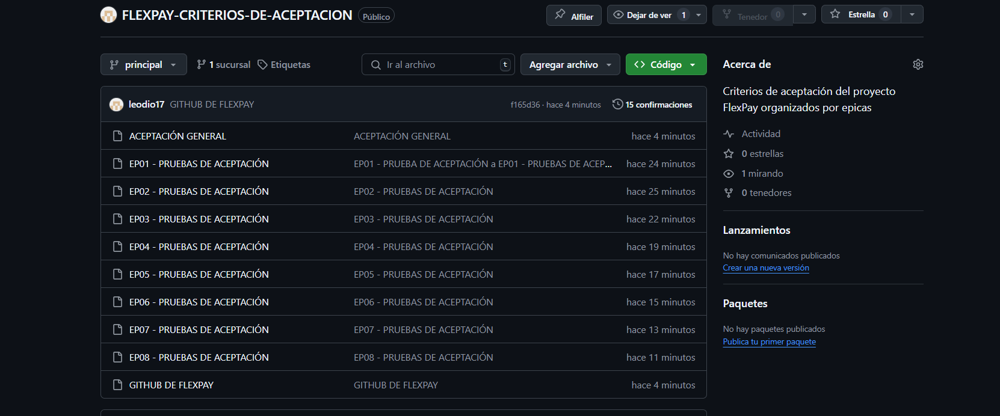 FLEXPAY-CRITERIOS-DE-ACEPTACION Público Alfiler Dejar de ver 1 Tenedor 0 Estrella 0
principal 1 sucursal Etiquetas Ir al archivo t Agregar archivo Código
leodio17 GITHUB DE FLEXPAY f165d36 · hace 4 minutos 15 confirmaciones
ACEPTACIÓN GENERAL ACEPTACIÓN GENERAL hace 4 minutos
EP01 - PRUEBAS DE ACEPTACIÓN EP01 - PRUEBA DE ACEPTACIÓN a EP01 - PRUEBAS DE ACEP... hace 24 minutos
EP02 - PRUEBAS DE ACEPTACIÓN EP02 - PRUEBAS DE ACEPTACIÓN hace 25 minutos
EP03 - PRUEBAS DE ACEPTACIÓN EP03 - PRUEBAS DE ACEPTACIÓN hace 22 minutos
EP04 - PRUEBAS DE ACEPTACIÓN EP04 - PRUEBAS DE ACEPTACIÓN hace 19 minutos
EP05 - PRUEBAS DE ACEPTACIÓN EP05 - PRUEBAS DE ACEPTACIÓN hace 17 minutos
EP06 - PRUEBAS DE ACEPTACIÓN EP06 - PRUEBAS DE ACEPTACIÓN hace 15 minutos
EP07 - PRUEBAS DE ACEPTACIÓN EP07 - PRUEBAS DE ACEPTACIÓN hace 13 minutos
EP08 - PRUEBAS DE ACEPTACIÓN EP08 - PRUEBAS DE ACEPTACIÓN hace 11 minutos
GITHUB DE FLEXPAY GITHUB DE FLEXPAY hace 4 minutos
Acerca de
Criterios de aceptación del proyecto
FlexPay organizados por epicas
Actividad
0 estrellas
1 mirando
0 tenedores
Lanzamientos
No hay comunicados publicados
Crear una nueva versión
Paquetes
No hay paquetes publicados
Publica tu primer paquete